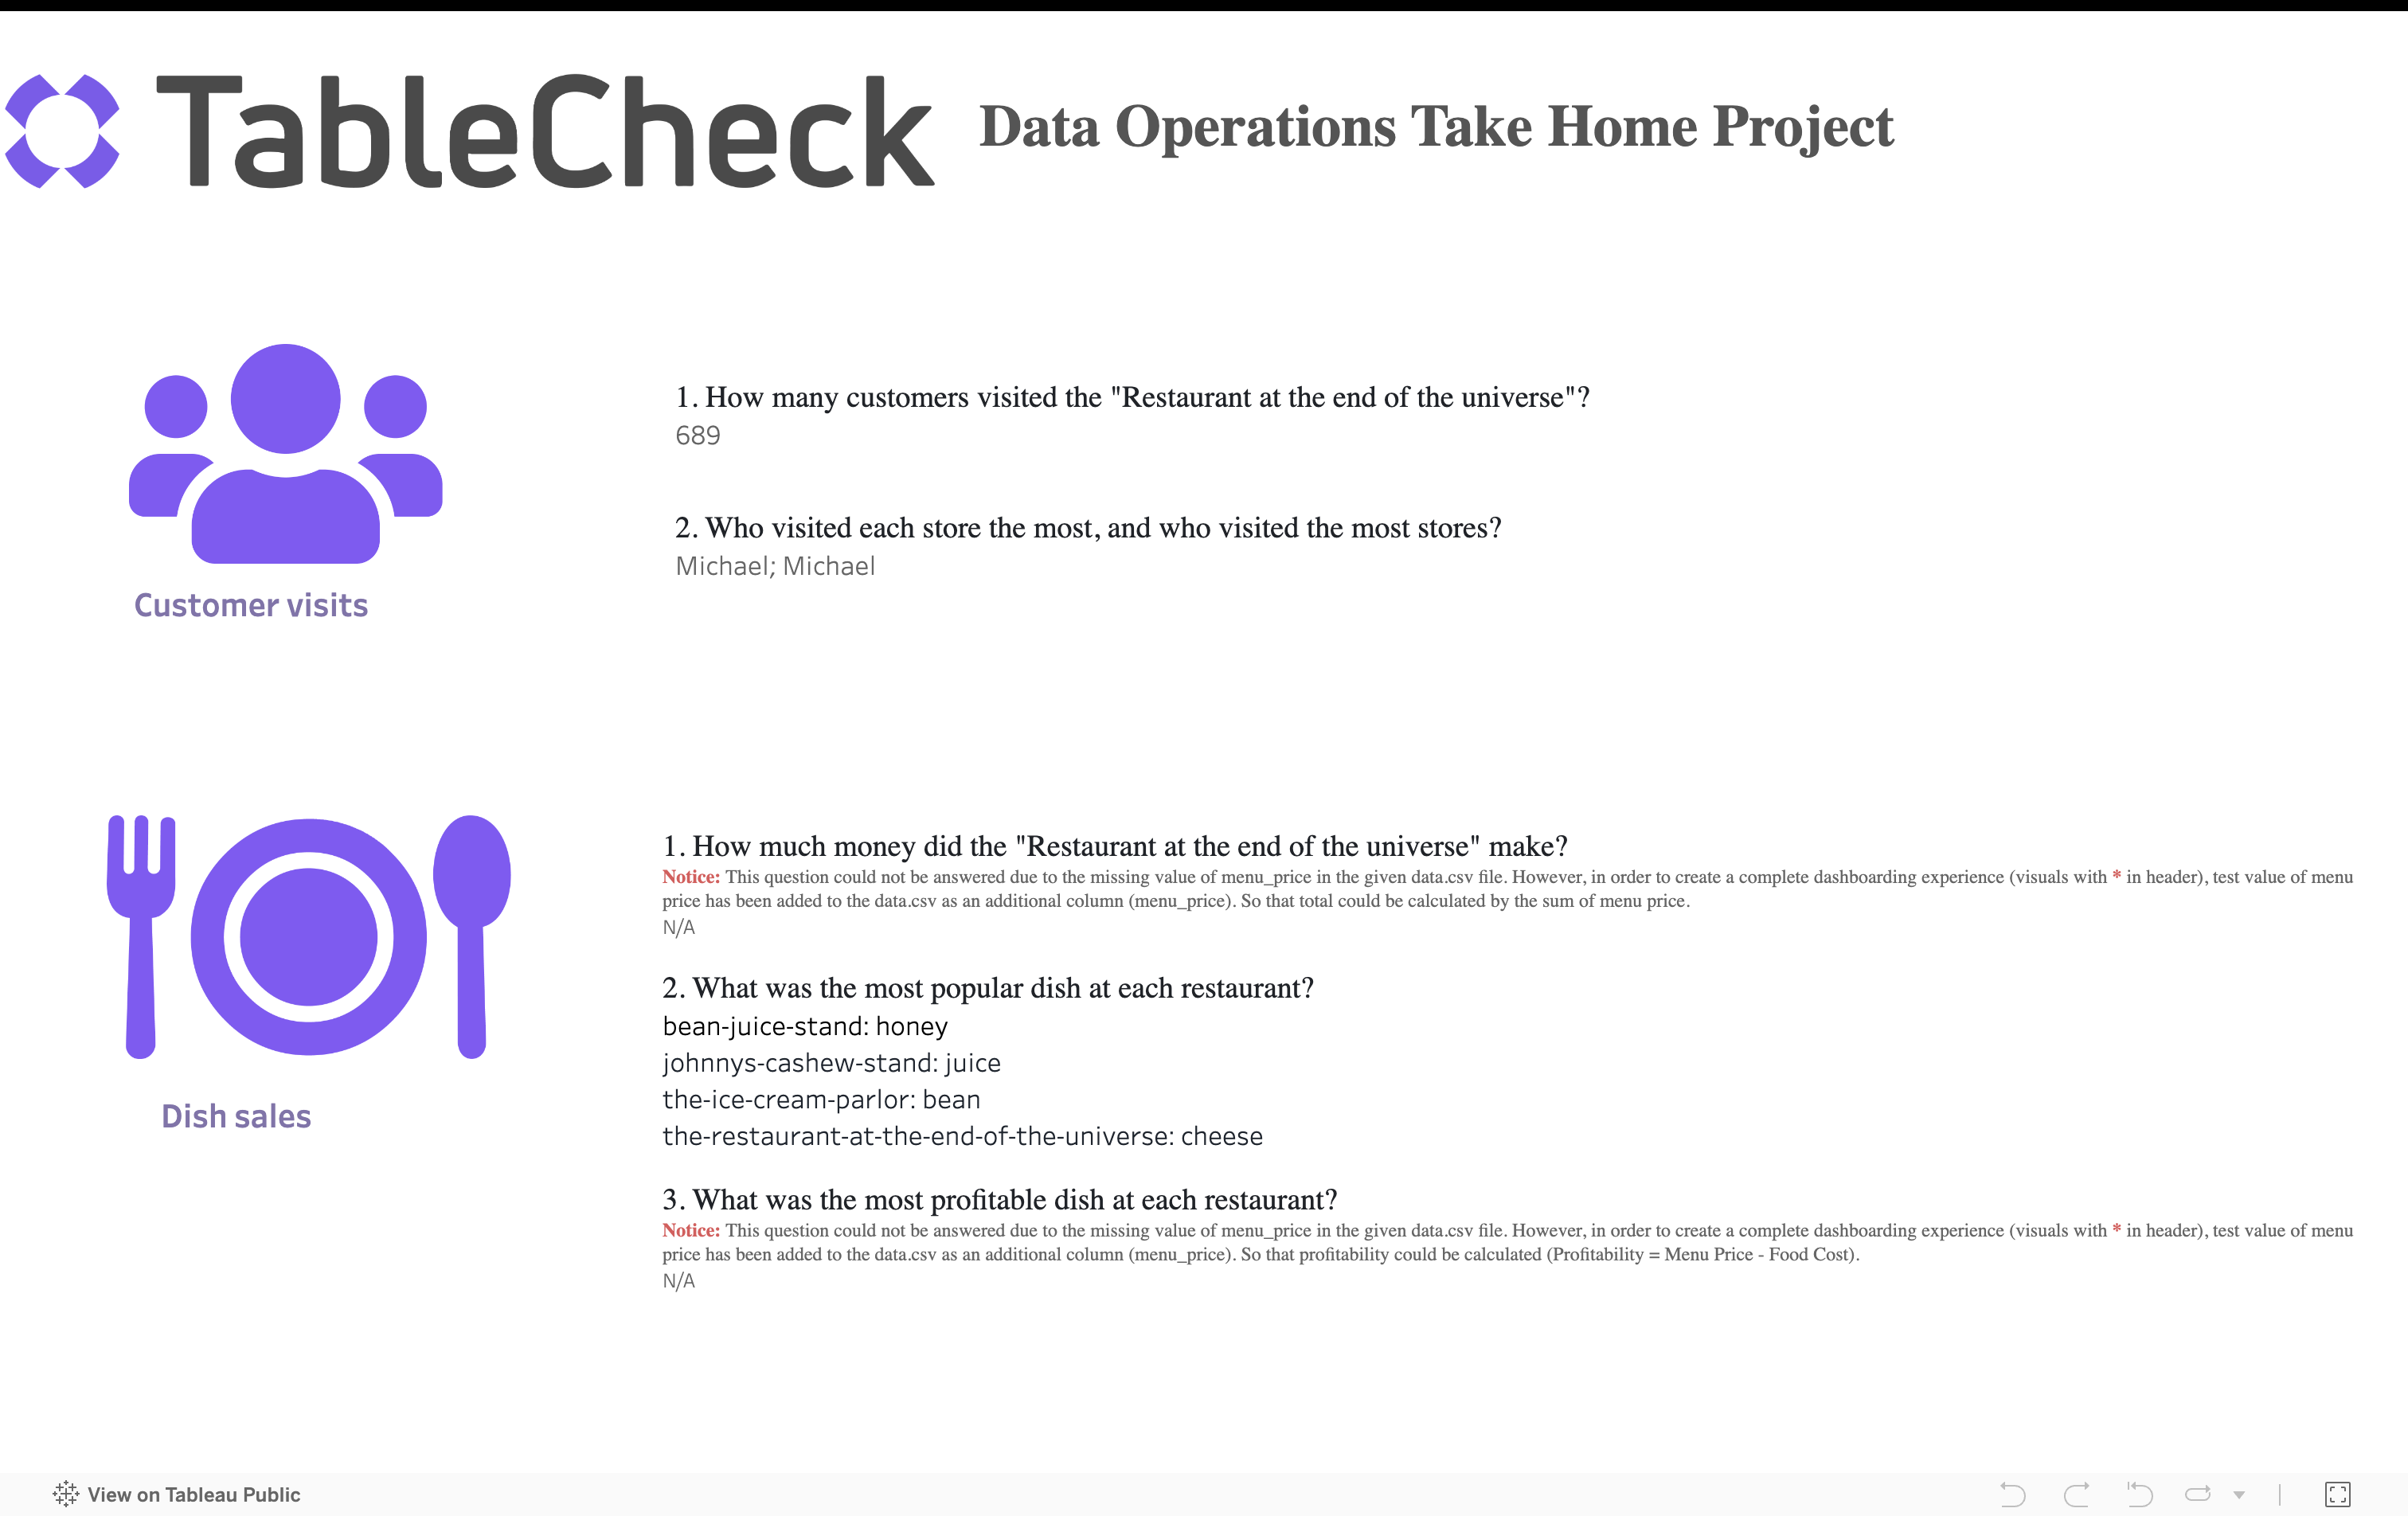 TableCheck Data Operations Take Home Project
1. How many customers visited the "Restaurant at the end of the universe"?
689
2. Who visited each store the most, and who visited the most stores?
Michael; Michael
Customer visits
1. How much money did the "Restaurant at the end of the universe" make?
Notice: This question could not be answered due to the missing value of menu_price in the given data.csv file. However, in order to create a complete dashboarding experience (visuals with * in header), test value of menu
price has been added to the data.csv as an additional column (menu_price). So that total could be calculated by the sum of menu price.
N/A
2. What was the most popular dish at each restaurant?
bean-juice-stand: honey
johnnys-cashew-stand: juice
the-ice-cream-parlor: bean
the-restaurant-at-the-end-of-the-universe: cheese
Dish sales
3. What was the most profitable dish at each restaurant?
Notice: This question could not be answered due to the missing value of menu_price in the given data.csv file. However, in order to create a complete dashboarding experience (visuals with * in header), test value of menu
price has been added to the data.csv as an additional column (menu_price). So that profitability could be calculated (Profitability = Menu Price - Food Cost).
N/A
View on Tableau Public